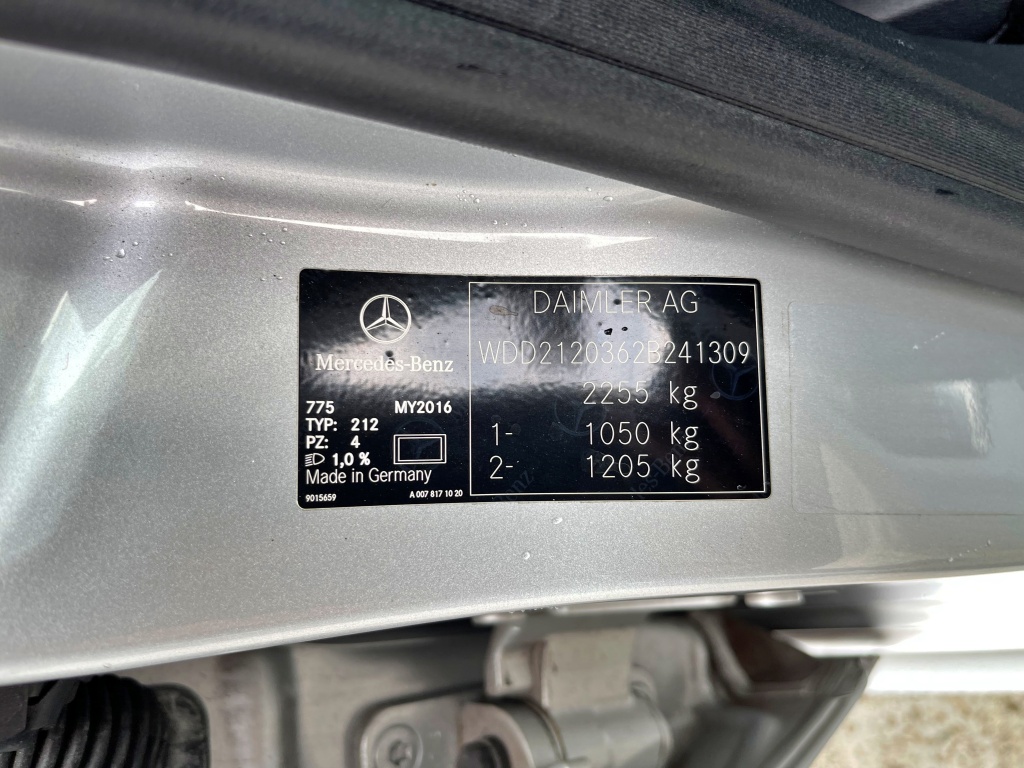 Mercedes-Benz
775 MY2016
TYP: 212
PZ: 4
1,0 %
Made in Germany
9015659 A 007 817 10 20
DAIMLER AG
WDD2120362B241309
2255 kg
1- 1050 kg
2- 1205 kg